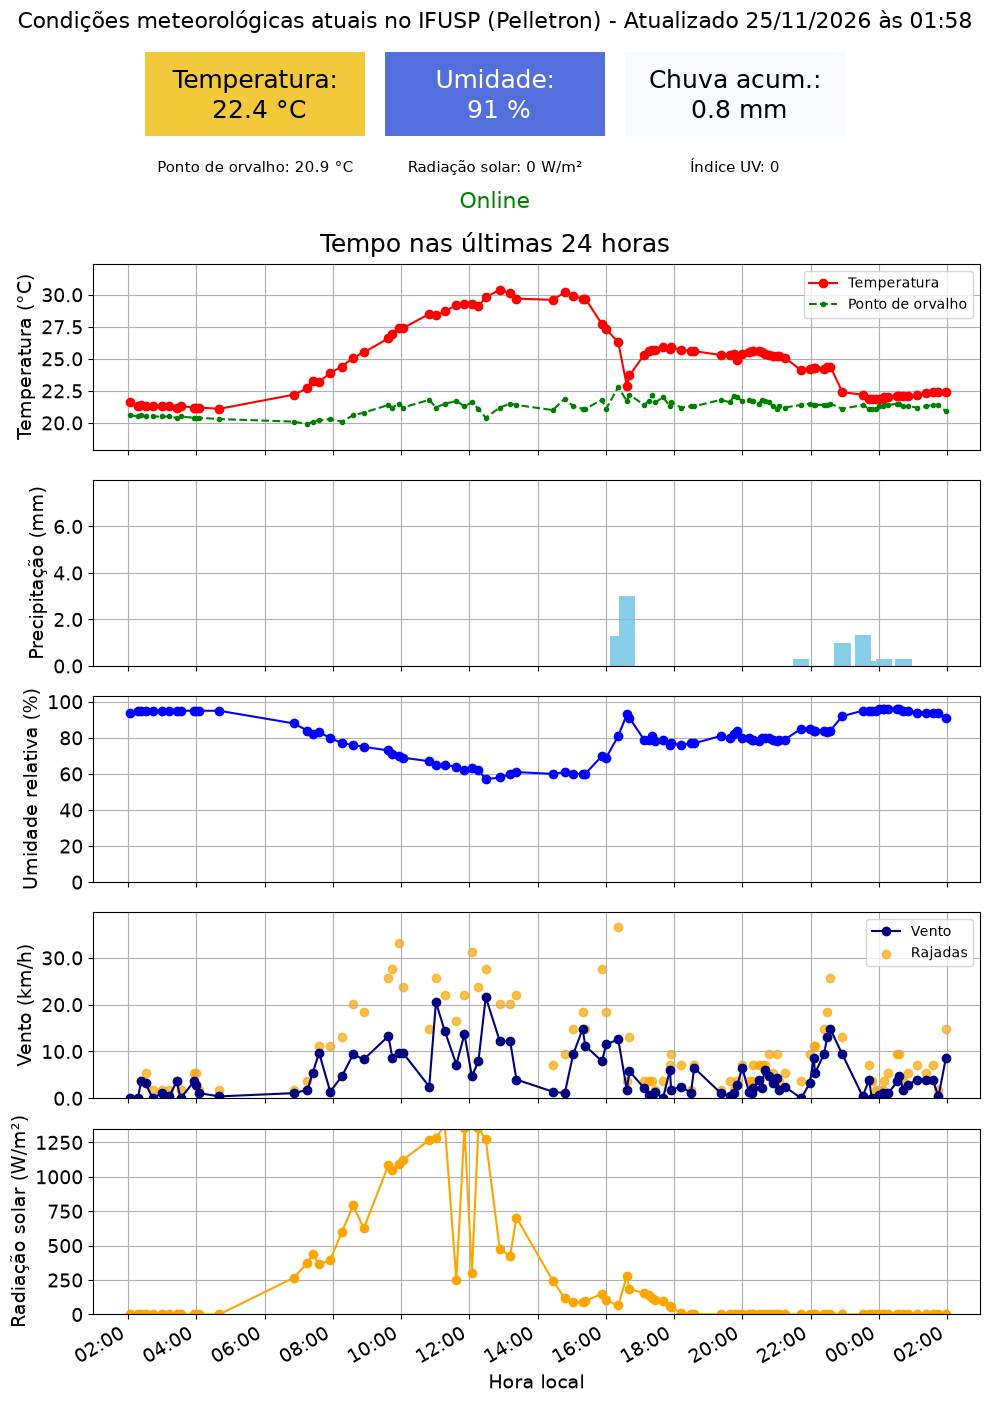 Condições meteorológicas atuais no IFUSP (Pelletron) - Atualizado 25/11/2026 às 01:58
Temperatura:
22.4 °C
Umidade:
91 %
Chuva acum.:
0.8 mm
Ponto de orvalho: 20.9 °C
Radiação solar: 0 W/m²
Índice UV: 0
Online
Tempo nas últimas 24 horas
Temperatura (°C)
30.0
27.5
25.0
22.5
20.0
Temperatura
Ponto de orvalho
Precipitação (mm)
6.0
4.0
2.0
0.0
Umidade relativa (%)
100
80
60
40
20
0
Vento (km/h)
30.0
20.0
10.0
0.0
Vento
Rajadas
Radiação solar (W/m²)
1250
1000
750
500
250
0
02:00
04:00
06:00
08:00
10:00
12:00
14:00
16:00
18:00
20:00
22:00
00:00
02:00
Hora local